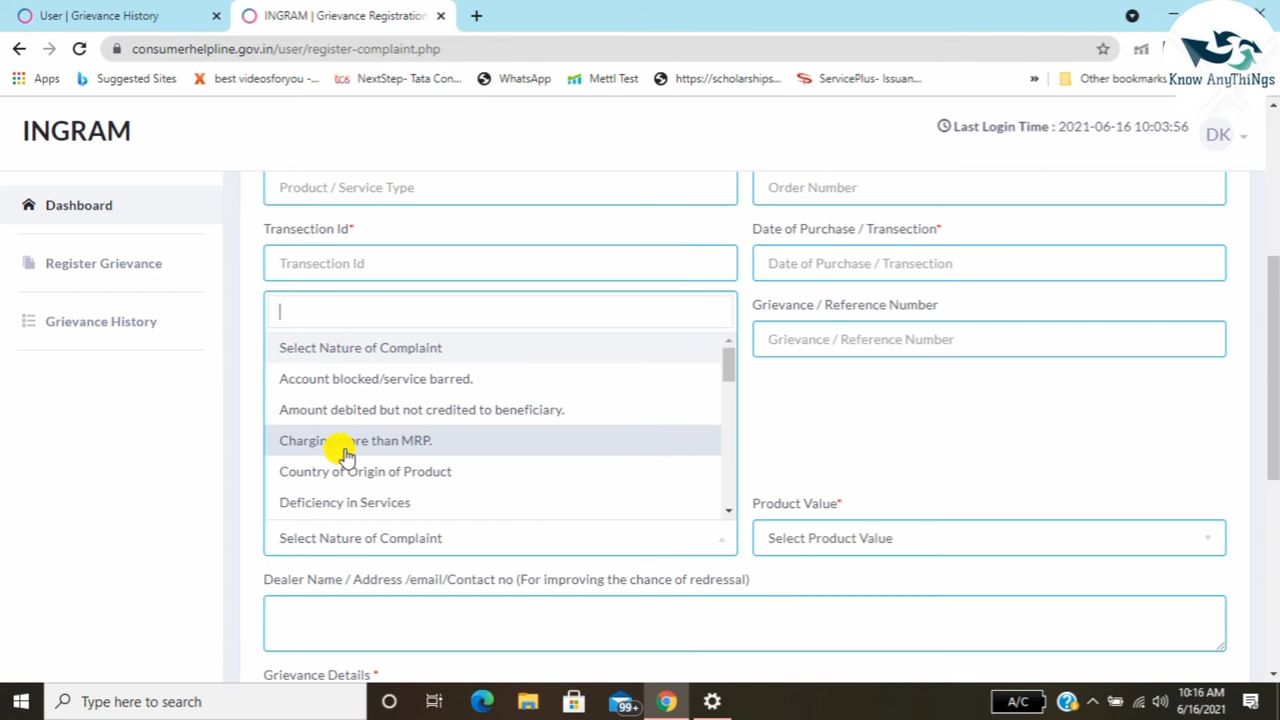 User | Grievance History
INGRAM | Grievance Registration
consumerhelpline.gov.in/user/register-complaint.php
Apps
Suggested Sites
best videosforyou -...
NextStep- Tata Con...
WhatsApp
Mettl Test
https://scholarships...
ServicePlus- Issuan...
Other bookmarks
Know AnyThiNgs
INGRAM
Last Login Time : 2021-06-16 10:03:56
DK
Dashboard
Register Grievance
Grievance History
Product / Service Type
Order Number
Transection Id*
Date of Purchase / Transection*
Transection Id
Date of Purchase / Transection
Grievance / Reference Number
Grievance / Reference Number
Select Nature of Complaint
Account blocked/service barred.
Amount debited but not credited to beneficiary.
Charging more than MRP.
Country of Origin of Product
Deficiency in Services
Select Nature of Complaint
Product Value*
Select Product Value
Dealer Name / Address /email/Contact no (For improving the chance of redressal)
Grievance Details *
Type here to search
99+
A/C
10:16 AM
6/16/2021